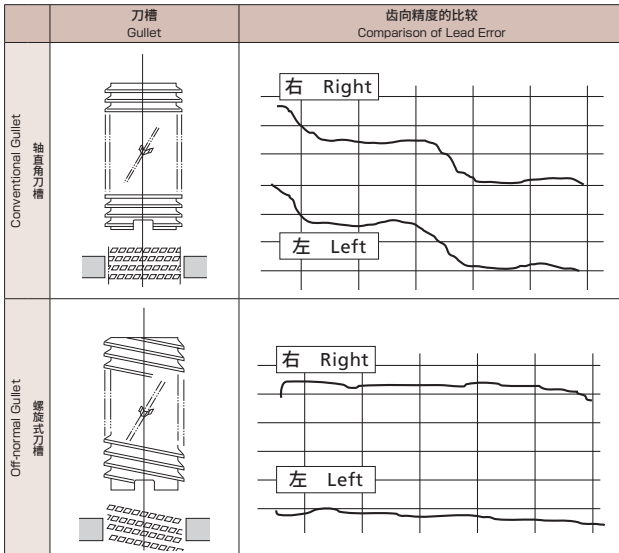 刀槽
Gullet
齿向精度的比较
Comparison of Lead Error
Conventional Gullet
轴直角刀槽
右 Right
左 Left
Off-normal Gullet
螺旋式刀槽
右 Right
左 Left